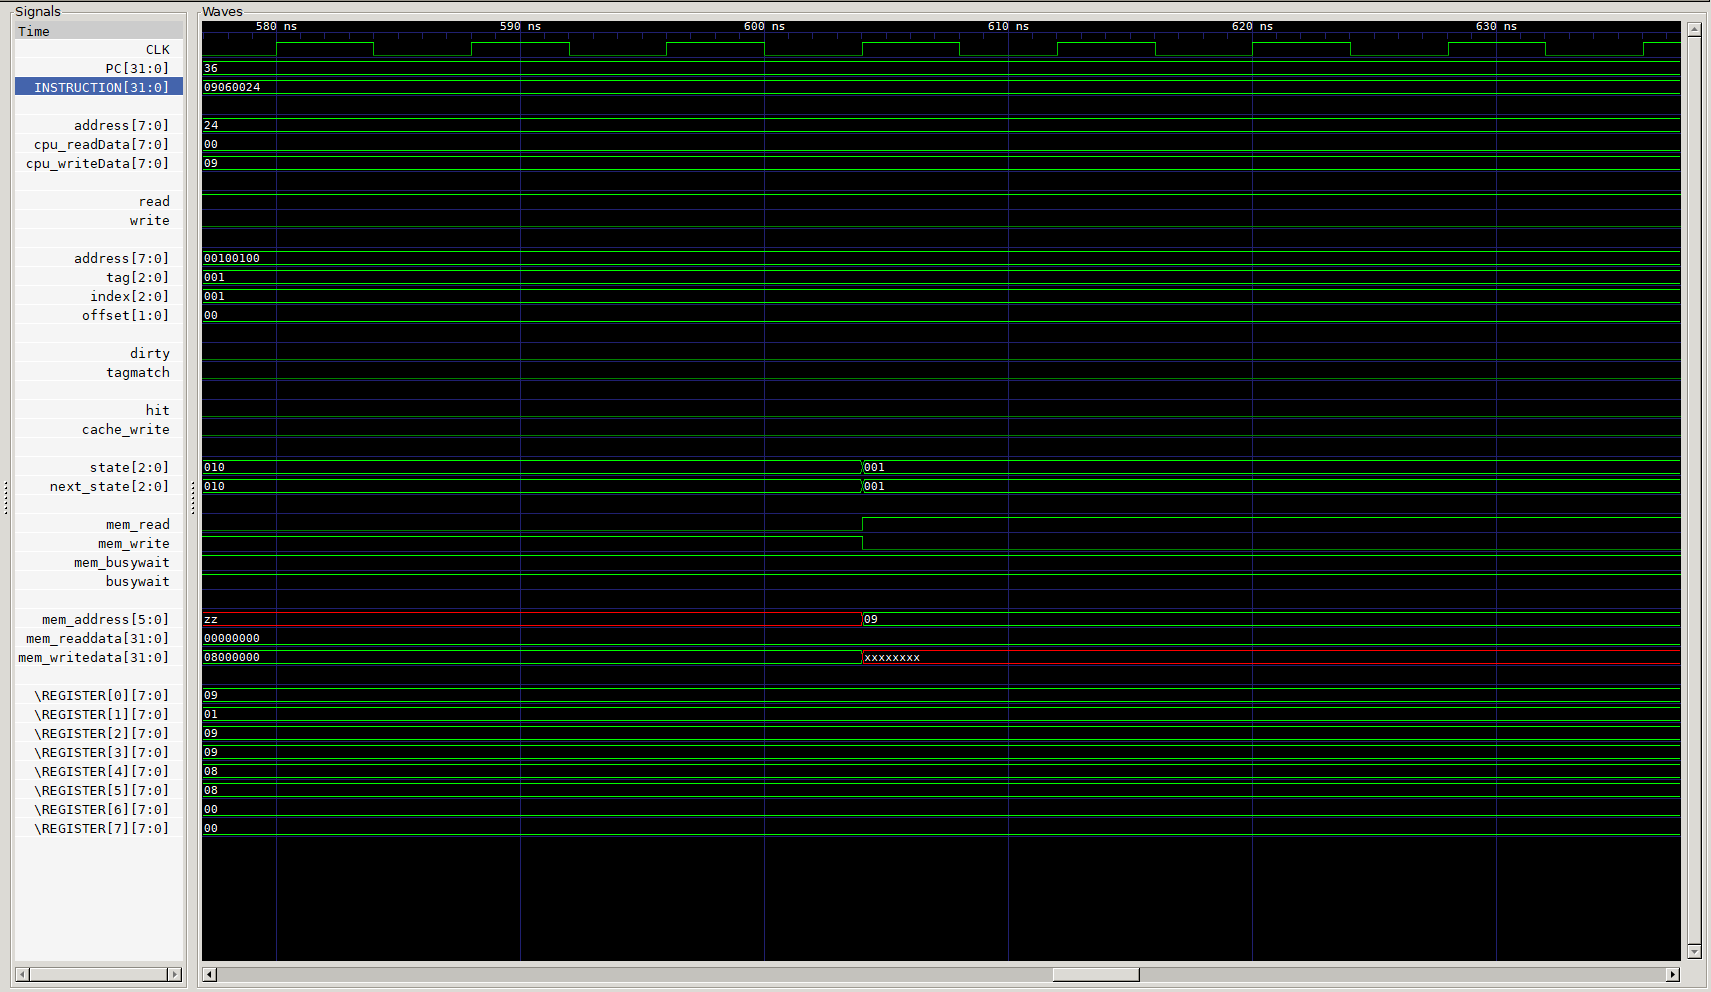 Signals
Waves
Time
580 ns 590 ns 600 ns 610 ns 620 ns 630 ns
CLK
PC[31:0] 36
INSTRUCTION[31:0] 09060024
address[7:0] 24
cpu_readData[7:0] 00
cpu_writeData[7:0] 09
read
write
address[7:0] 00100100
tag[2:0] 001
index[2:0] 001
offset[1:0] 00
dirty
tagmatch
hit
cache_write
state[2:0] 010 001
next_state[2:0] 010 001
mem_read
mem_write
mem_busywait
busywait
mem_address[5:0] zz 09
mem_readdata[31:0] 00000000
mem_writedata[31:0] 08000000 xxxxxxxx
\REGISTER[0][7:0] 09
\REGISTER[1][7:0] 01
\REGISTER[2][7:0] 09
\REGISTER[3][7:0] 09
\REGISTER[4][7:0] 08
\REGISTER[5][7:0] 08
\REGISTER[6][7:0] 00
\REGISTER[7][7:0] 00